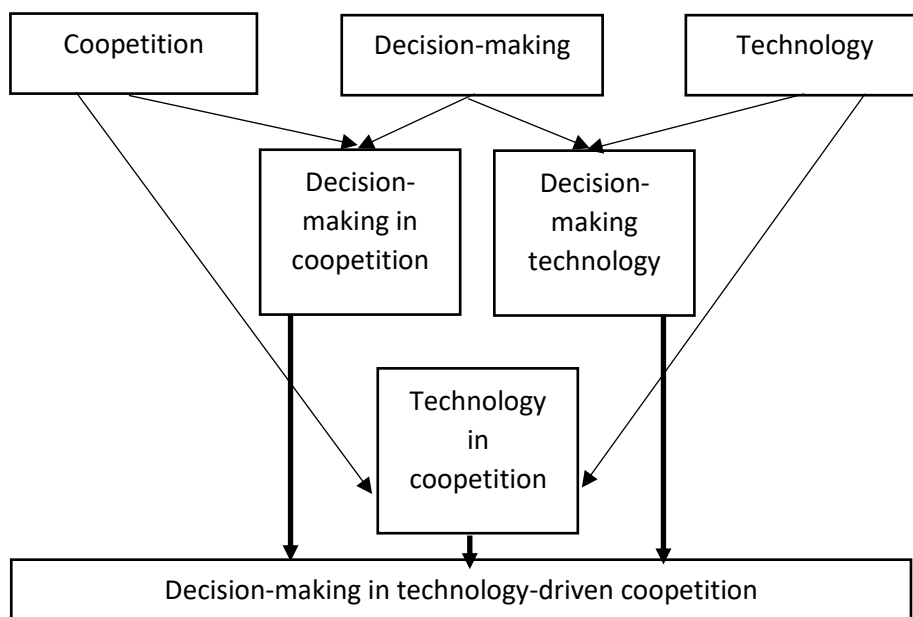 Coopetition
Decision-making
Technology
Decision-
making in
coopetition
Decision-
making
technology
Technology
in
coopetition
Decision-making in technology-driven coopetition